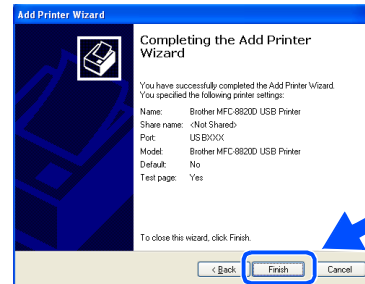 Add Printer Wizard
Completing the Add Printer
Wizard
You have successfully completed the Add Printer Wizard.
You specified the following printer settings:
Name: Brother MFC-8820D USB Printer
Share name: <Not Shared>
Port: USBXXX
Model: Brother MFC-8820D USB Printer
Default: No
Test page: Yes
To close this wizard, click Finish.
< Back Finish Cancel